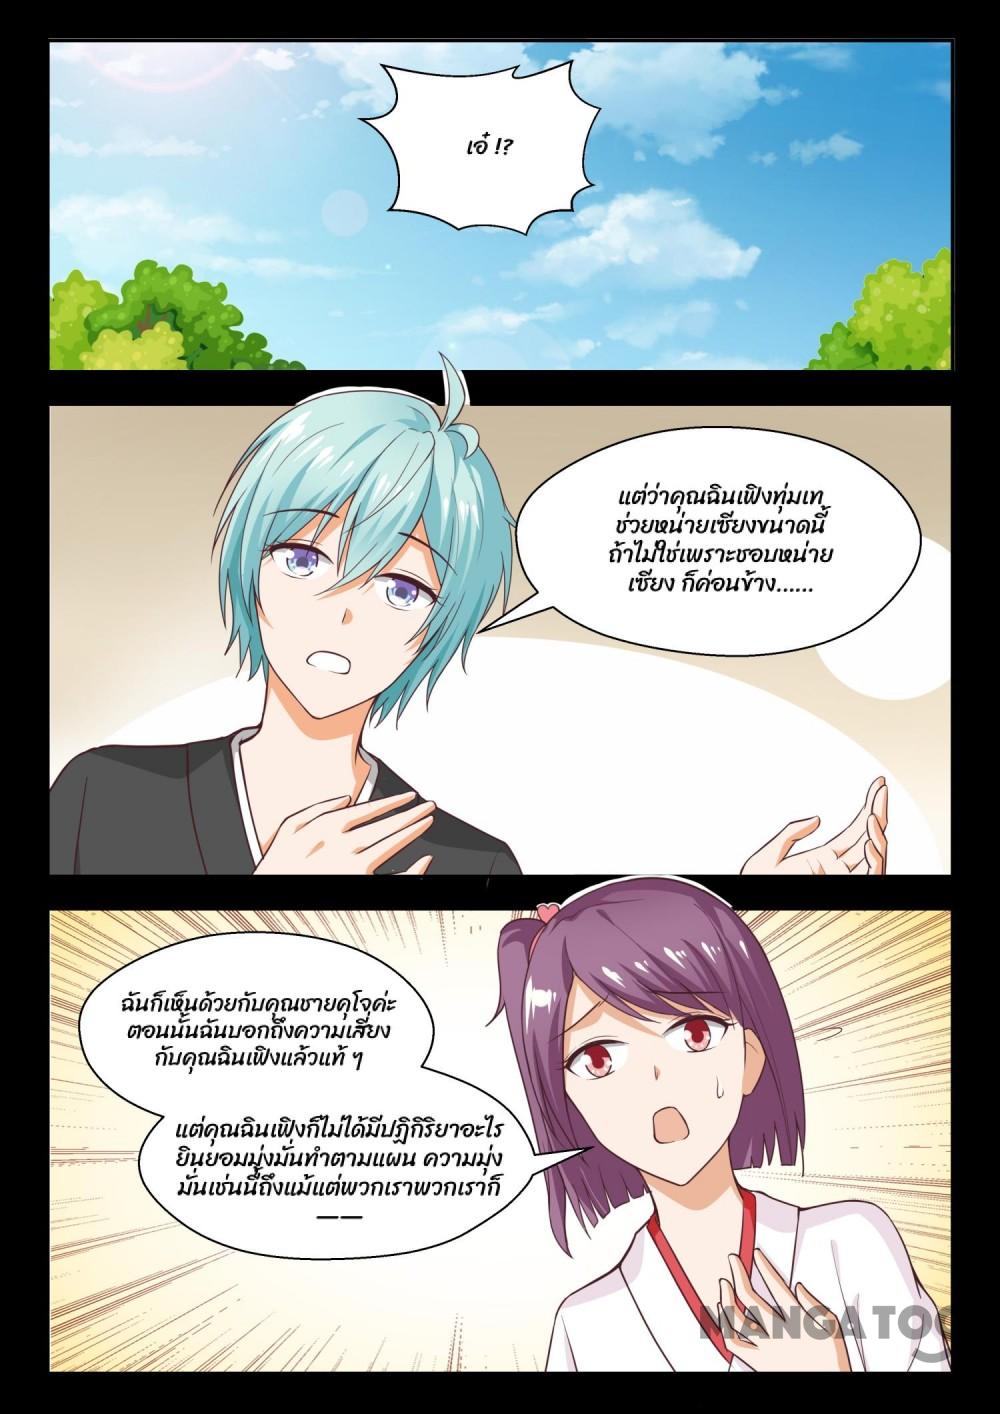 เอ๋ !?
แต่ว่าคุณฉินเฟิงทุ่มเท
ช่วยหน่ายเซียงขนาดนี้
ถ้าไม่ใช่เพราะชอบหน่าย
เซียง ก็ค่อนข้าง......
ฉันก็เห็นด้วยกับคุณชายคุโจค่ะ
ตอนนั้นฉันบอกถึงความเสี่ยง
กับคุณฉินเฟิงแล้วแท้ ๆ
แต่คุณฉินเฟิงก็ไม่ได้มีปฏิกิริยาอะไร
ยินยอมมุ่งมั่นทำตามแผน ความมุ่ง
มั่นเช่นนี้ถึงแม้แต่พวกเราพวกเราก็
——
MANGATOO